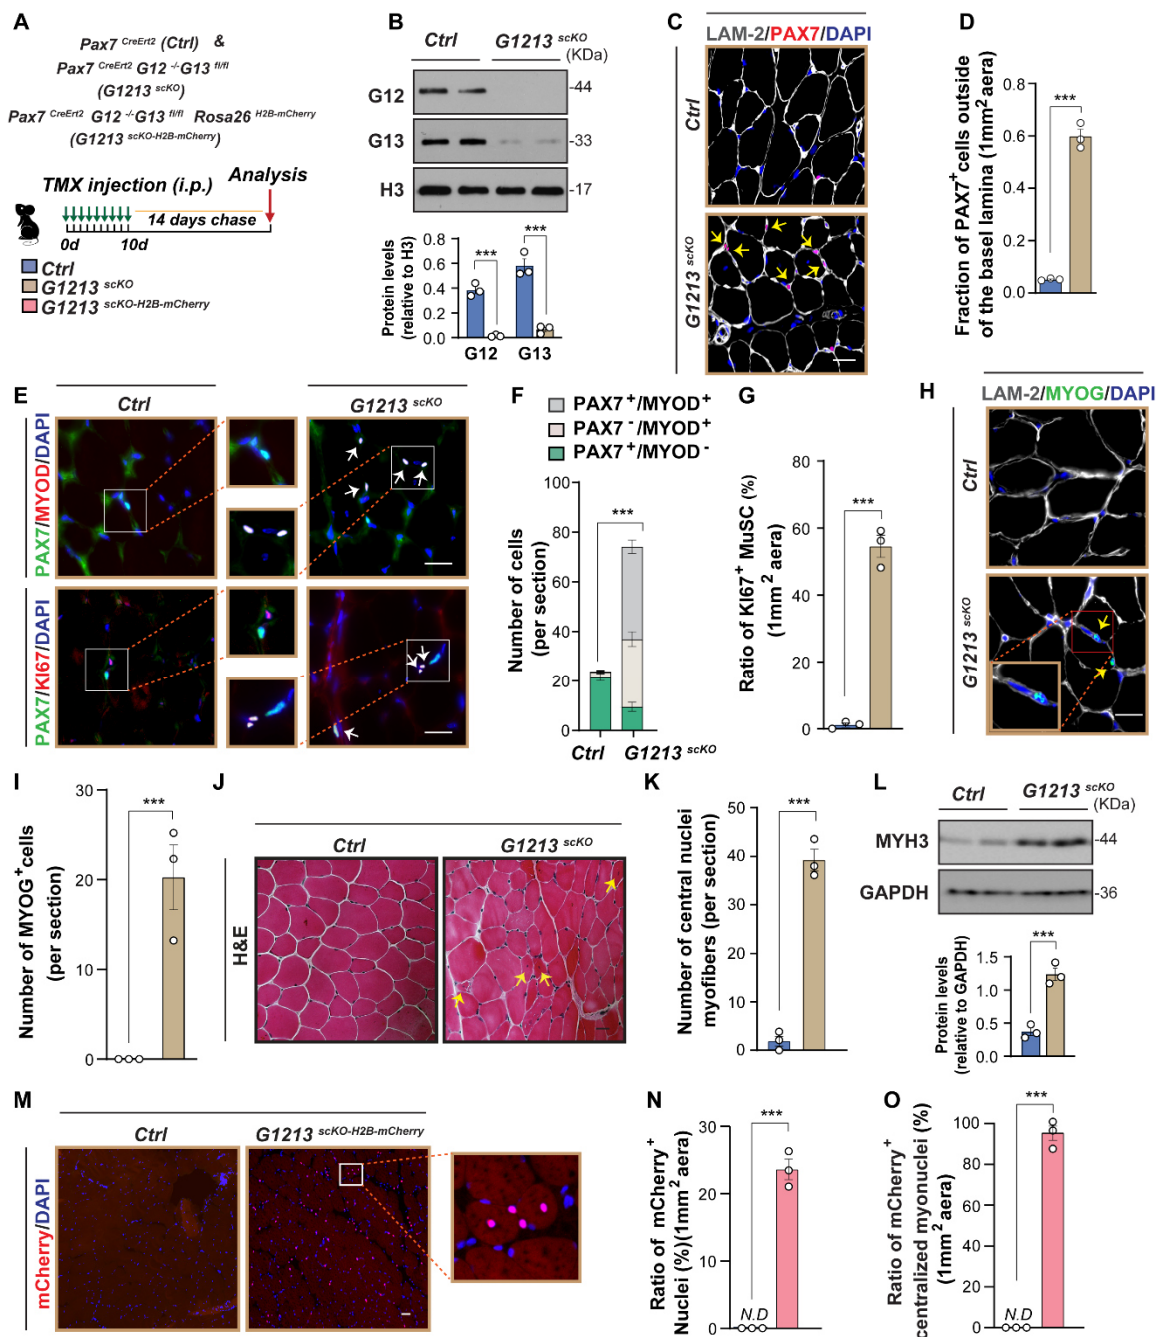 A
Pax7 CreErt2 (Ctrl) &
Pax7 CreErt2 G12 -/-G13 fl/fl
(G1213 scKO)
Pax7 CreErt2 G12 -/-G13 fl/fl Rosa26 H2B-mCherry
(G1213 scKO-H2B-mCherry)
TMX injection (i.p.)
Analysis
14 days chase
0d
10d
Ctrl
G1213 scKO
G1213 scKO-H2B-mCherry
B
Ctrl
G1213 scKO
(KDa)
G12
-44
G13
-33
H3
-17
Protein levels
(relative to H3)
0.8
0.6
0.4
0.2
0.0
***
***
G12
G13
C
LAM-2/PAX7/DAPI
Ctrl
G1213 scKO
D
Fraction of PAX7+cells outside
of the basel lamina (1mm2 aera)
0.8
0.6
0.4
0.2
0.0
***
E
Ctrl
G1213 scKO
PAX7/MYOD/DAPI
PAX7/KI67/DAPI
F
PAX7+/MYOD+
PAX7-/MYOD+
PAX7+/MYOD-
Number of cells
(per section)
100
80
60
40
20
0
***
Ctrl
G1213 scKO
G
Ratio of KI67+ MuSC (%)
(1mm2 aera)
80
60
40
20
0
***
H
LAM-2/MYOG/DAPI
Ctrl
G1213 scKO
I
Number of MYOG+cells
(per section)
30
20
10
0
***
J
Ctrl
G1213 scKO
H&E
K
Number of central nuclei
myofibers (per section)
50
40
30
20
10
0
***
L
Ctrl
G1213 scKO
(KDa)
MYH3
-44
GAPDH
-36
Protein levels
(relative to GAPDH)
1.5
1.0
0.5
0.0
***
M
Ctrl
G1213 scKO-H2B-mCherry
mCherry/DAPI
N
Ratio of mCherry+
Nuclei (%)(1mm2 aera)
30
20
10
0
***
N.D
O
Ratio of mCherry+
centralized myonuclei (%)
(1mm2 aera)
100
80
60
40
20
0
***
N.D